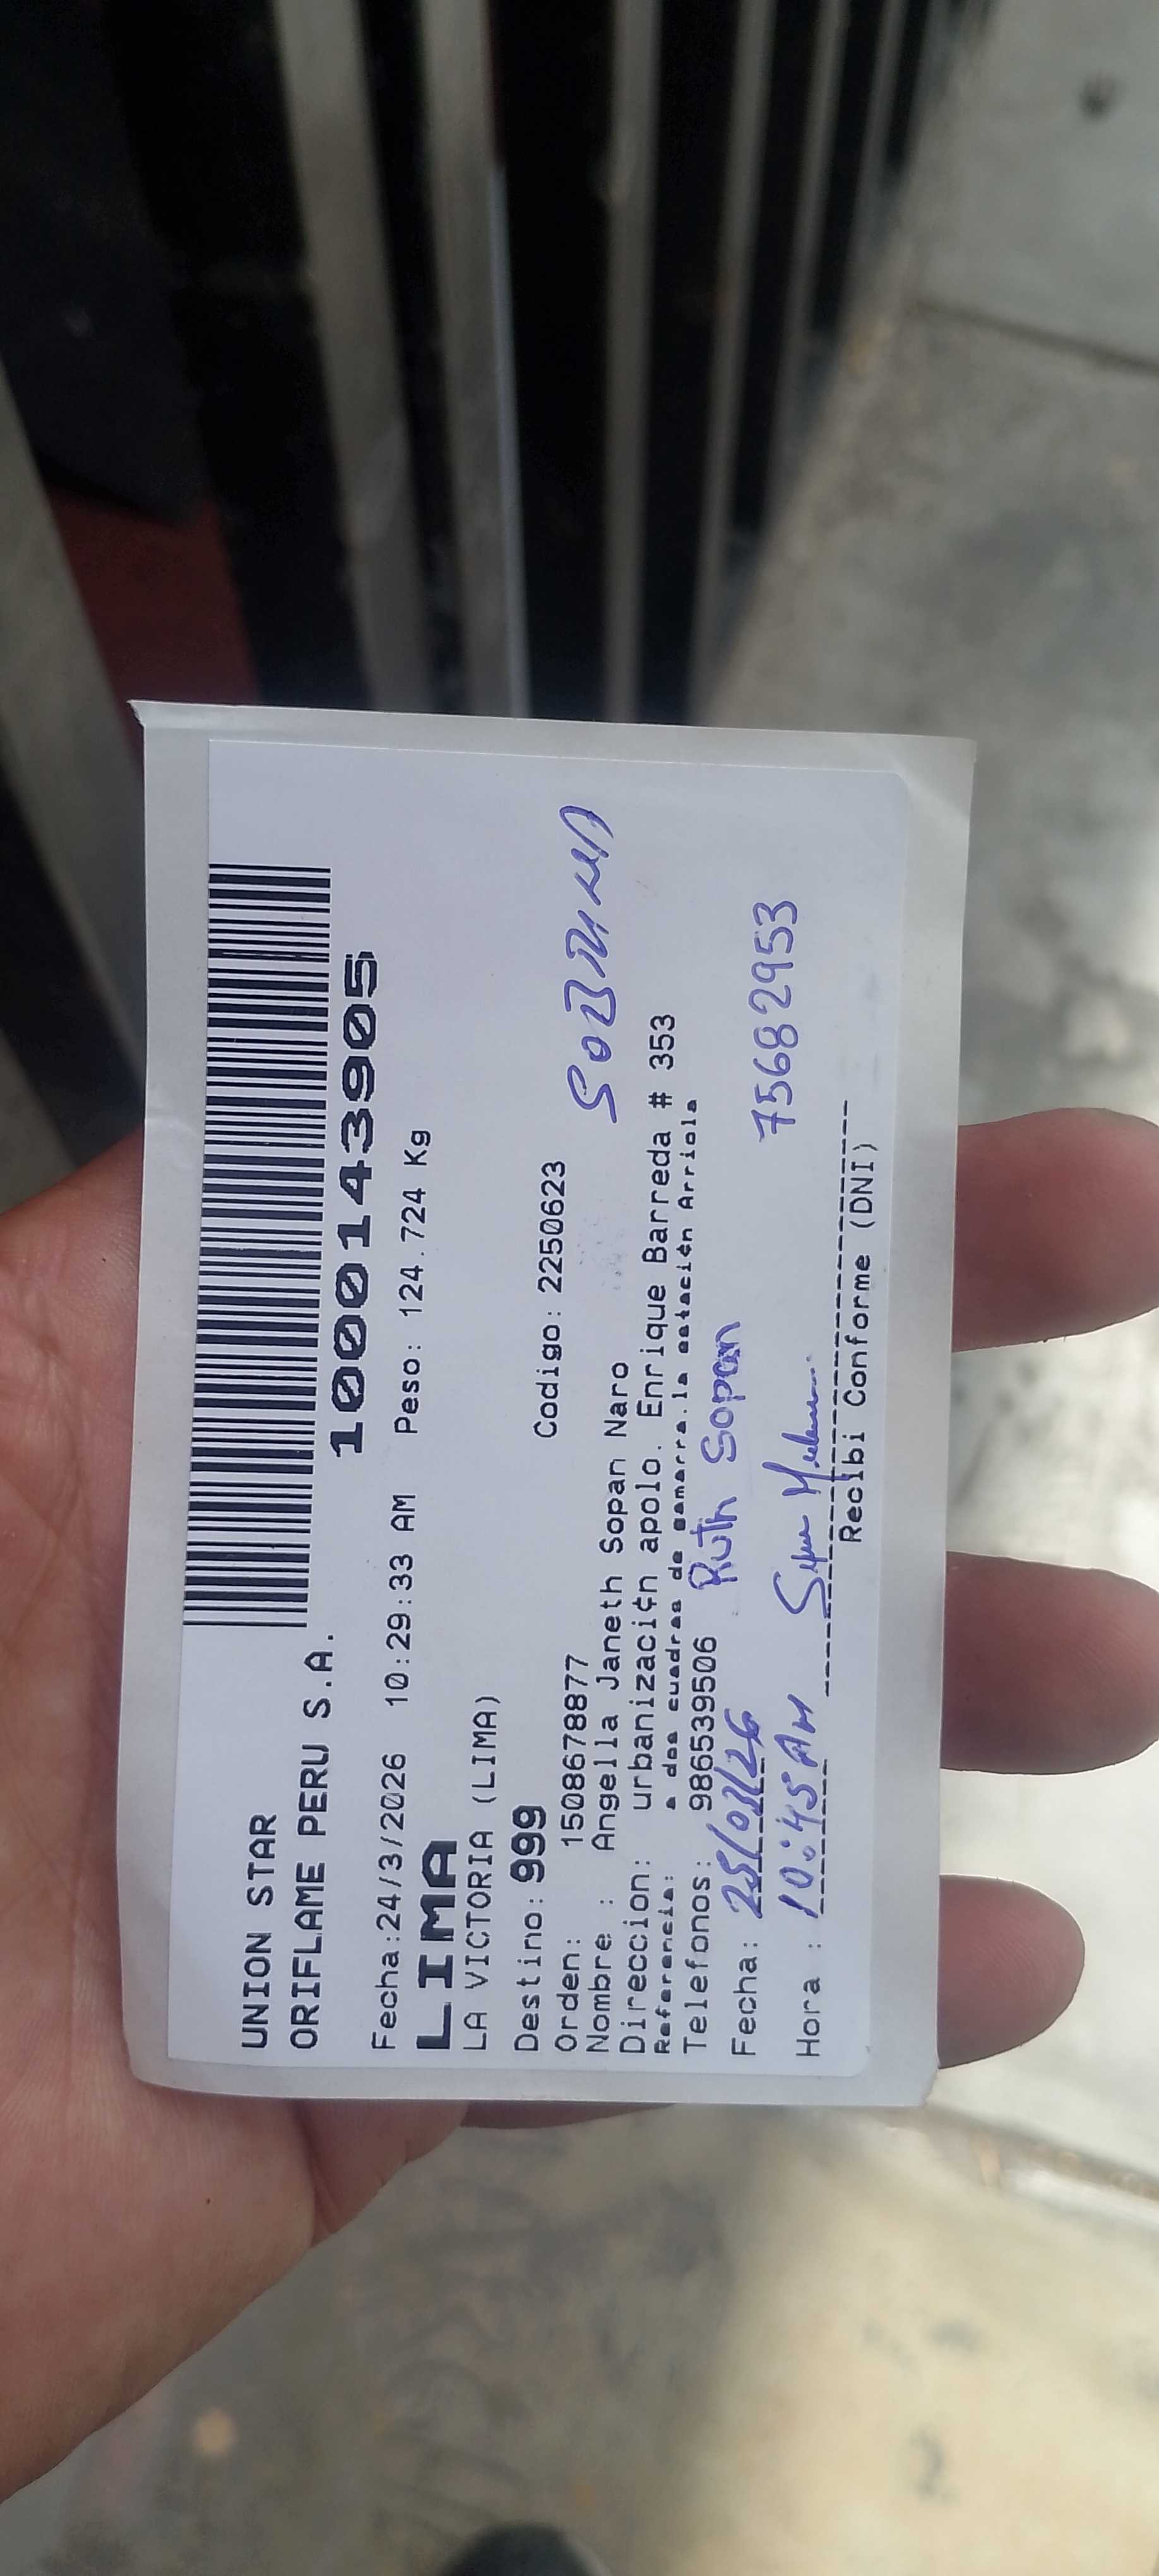 UNION STAR
ORIFLAME PERU S.A.
1000143905
Fecha:24/3/2026 10:29:33 AM Peso: 124.724 Kg
LIMA
LA VICTORIA (LIMA)
Destino: 999
Orden: 1508678877 Codigo: 2250623
Nombre : Angella Janeth Sopan Naro
SOBRINA
Direccion: urbanizaci¢n apolo. Enrique Barreda # 353
Referencia: a dos cuadras de gamarra.la estaci¢n Arriola
Telefonos: 986539506 Ruth Sopan
Fecha: 25/03/26 75682953
Hora : 10:45 AM
Recibi Conforme (DNI)